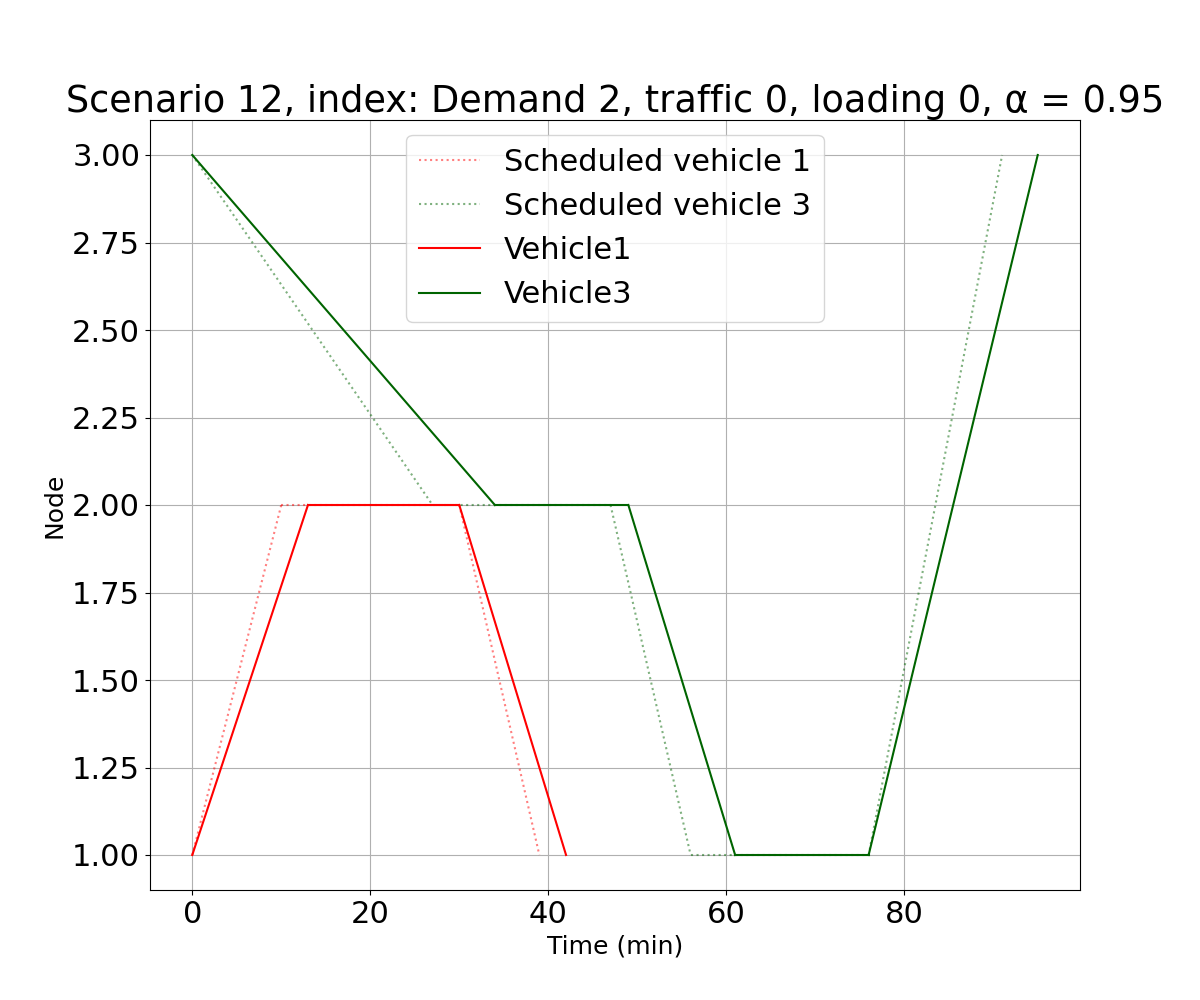 Scenario 12, index: Demand 2, traffic 0, loading 0, α = 0.95
Scheduled vehicle 1
Scheduled vehicle 3
Vehicle1
Vehicle3
3.00
2.75
2.50
2.25
2.00
1.75
1.50
1.25
1.00
Node
0 20 40 60 80
Time (min)